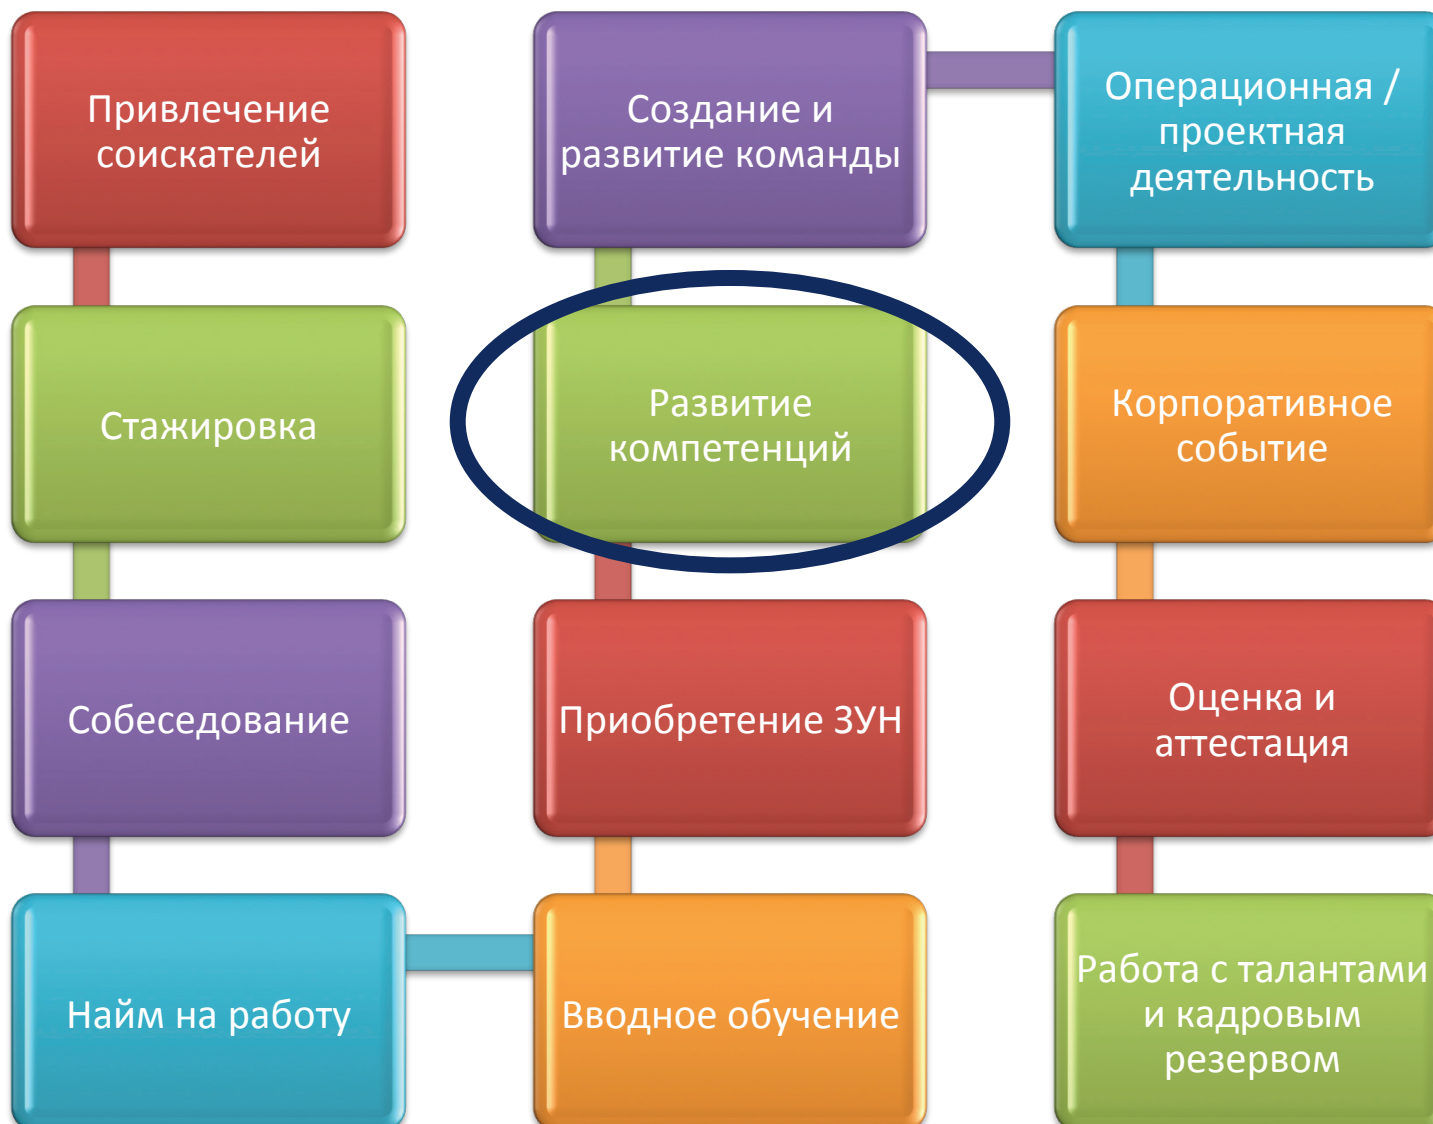 Привлечение
соискателей
Стажировка
Собеседование
Найм на работу
Вводное обучение
Приобретение ЗУН
Развитие
компетенций
Создание и
развитие команды
Операционная /
проектная
деятельность
Корпоративное
событие
Оценка и
аттестация
Работа с талантами
и кадровым
резервом